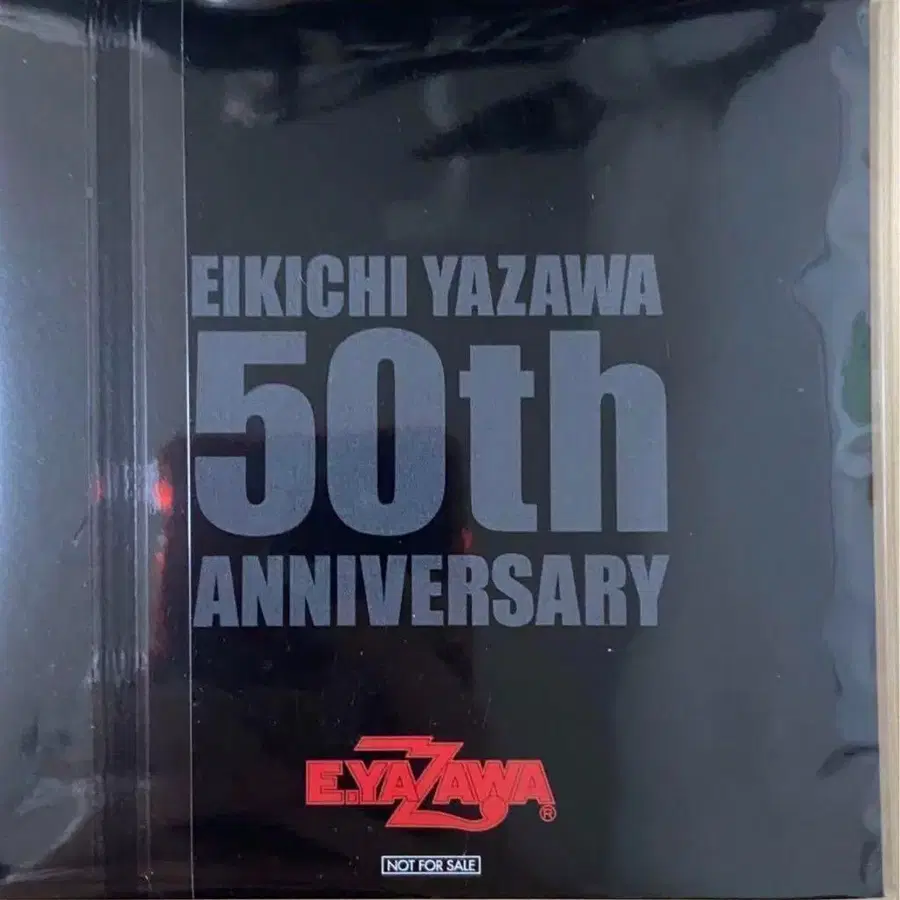 EIKICHI YAZAWA
50th
ANNIVERSARY
E.YAZAWA®
NOT FOR SALE